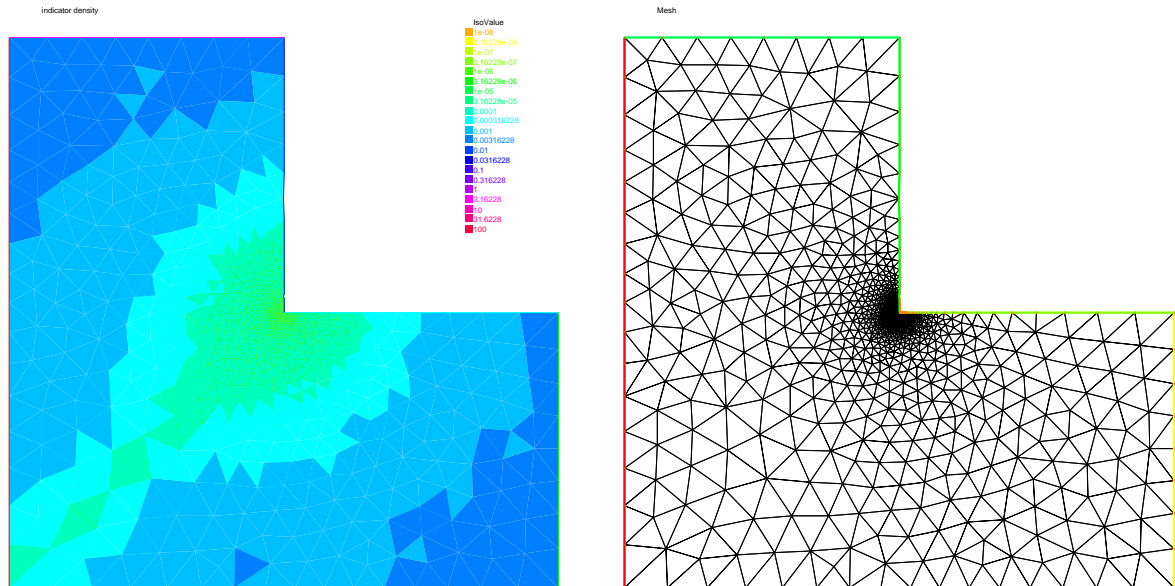 indicator density
IsoValue
1e-08
3.16228e-08
1e-07
3.16228e-07
1e-06
3.16228e-06
1e-05
3.16228e-05
0.0001
0.000316228
0.001
0.00316228
0.01
0.0316228
0.1
0.316228
1
3.16228
10
31.6228
100
Mesh